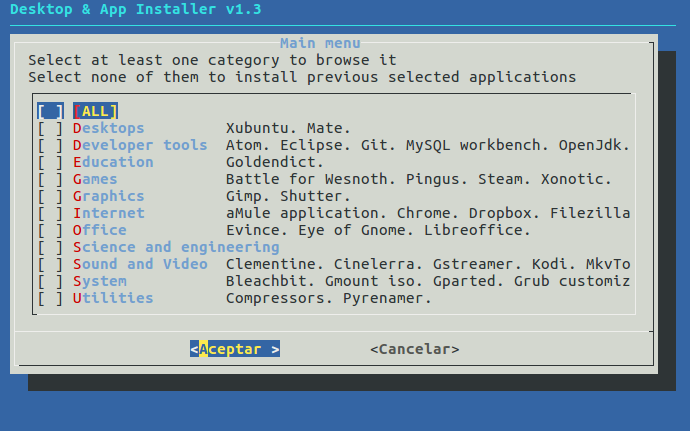 Desktop & App Installer v1.3
Main menu
Select at least one category to browse it
Select none of them to install previous selected applications
[ ] [ALL]
[ ] Desktops Xubuntu. Mate.
[ ] Developer tools Atom. Eclipse. Git. MySQL workbench. OpenJdk.
[ ] Education Goldendict.
[ ] Games Battle for Wesnoth. Pingus. Steam. Xonotic.
[ ] Graphics Gimp. Shutter.
[ ] Internet aMule application. Chrome. Dropbox. Filezilla
[ ] Office Evince. Eye of Gnome. Libreoffice.
[ ] Science and engineering
[ ] Sound and Video Clementine. Cinelerra. Gstreamer. Kodi. MkvTo
[ ] System Bleachbit. Gmount iso. Gparted. Grub customiz
[ ] Utilities Compressors. Pyrenamer.
<Aceptar > <Cancelar>